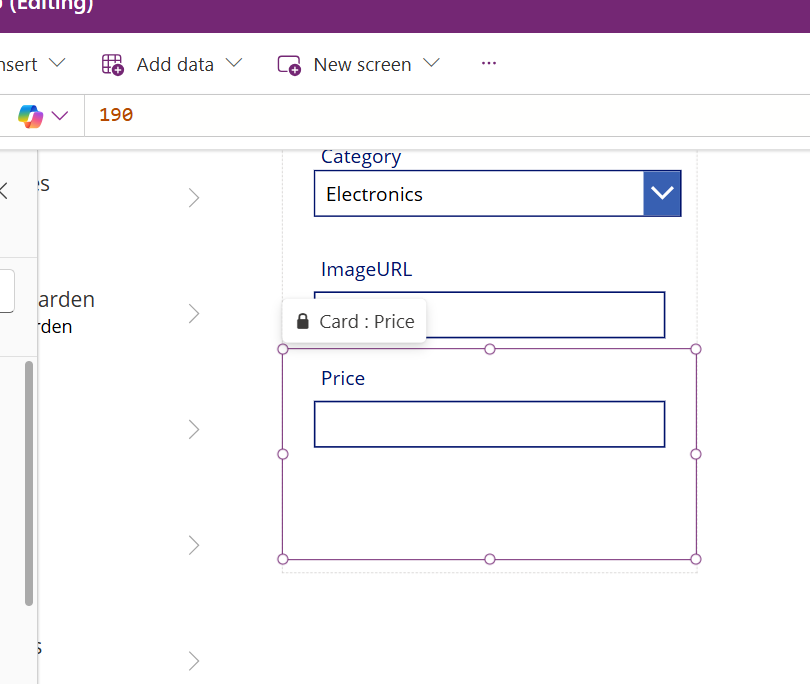 (Editing)
nsert
Add data
New screen
...
190
Category
es
Electronics
ImageURL
arden
Card : Price
rden
Price
s